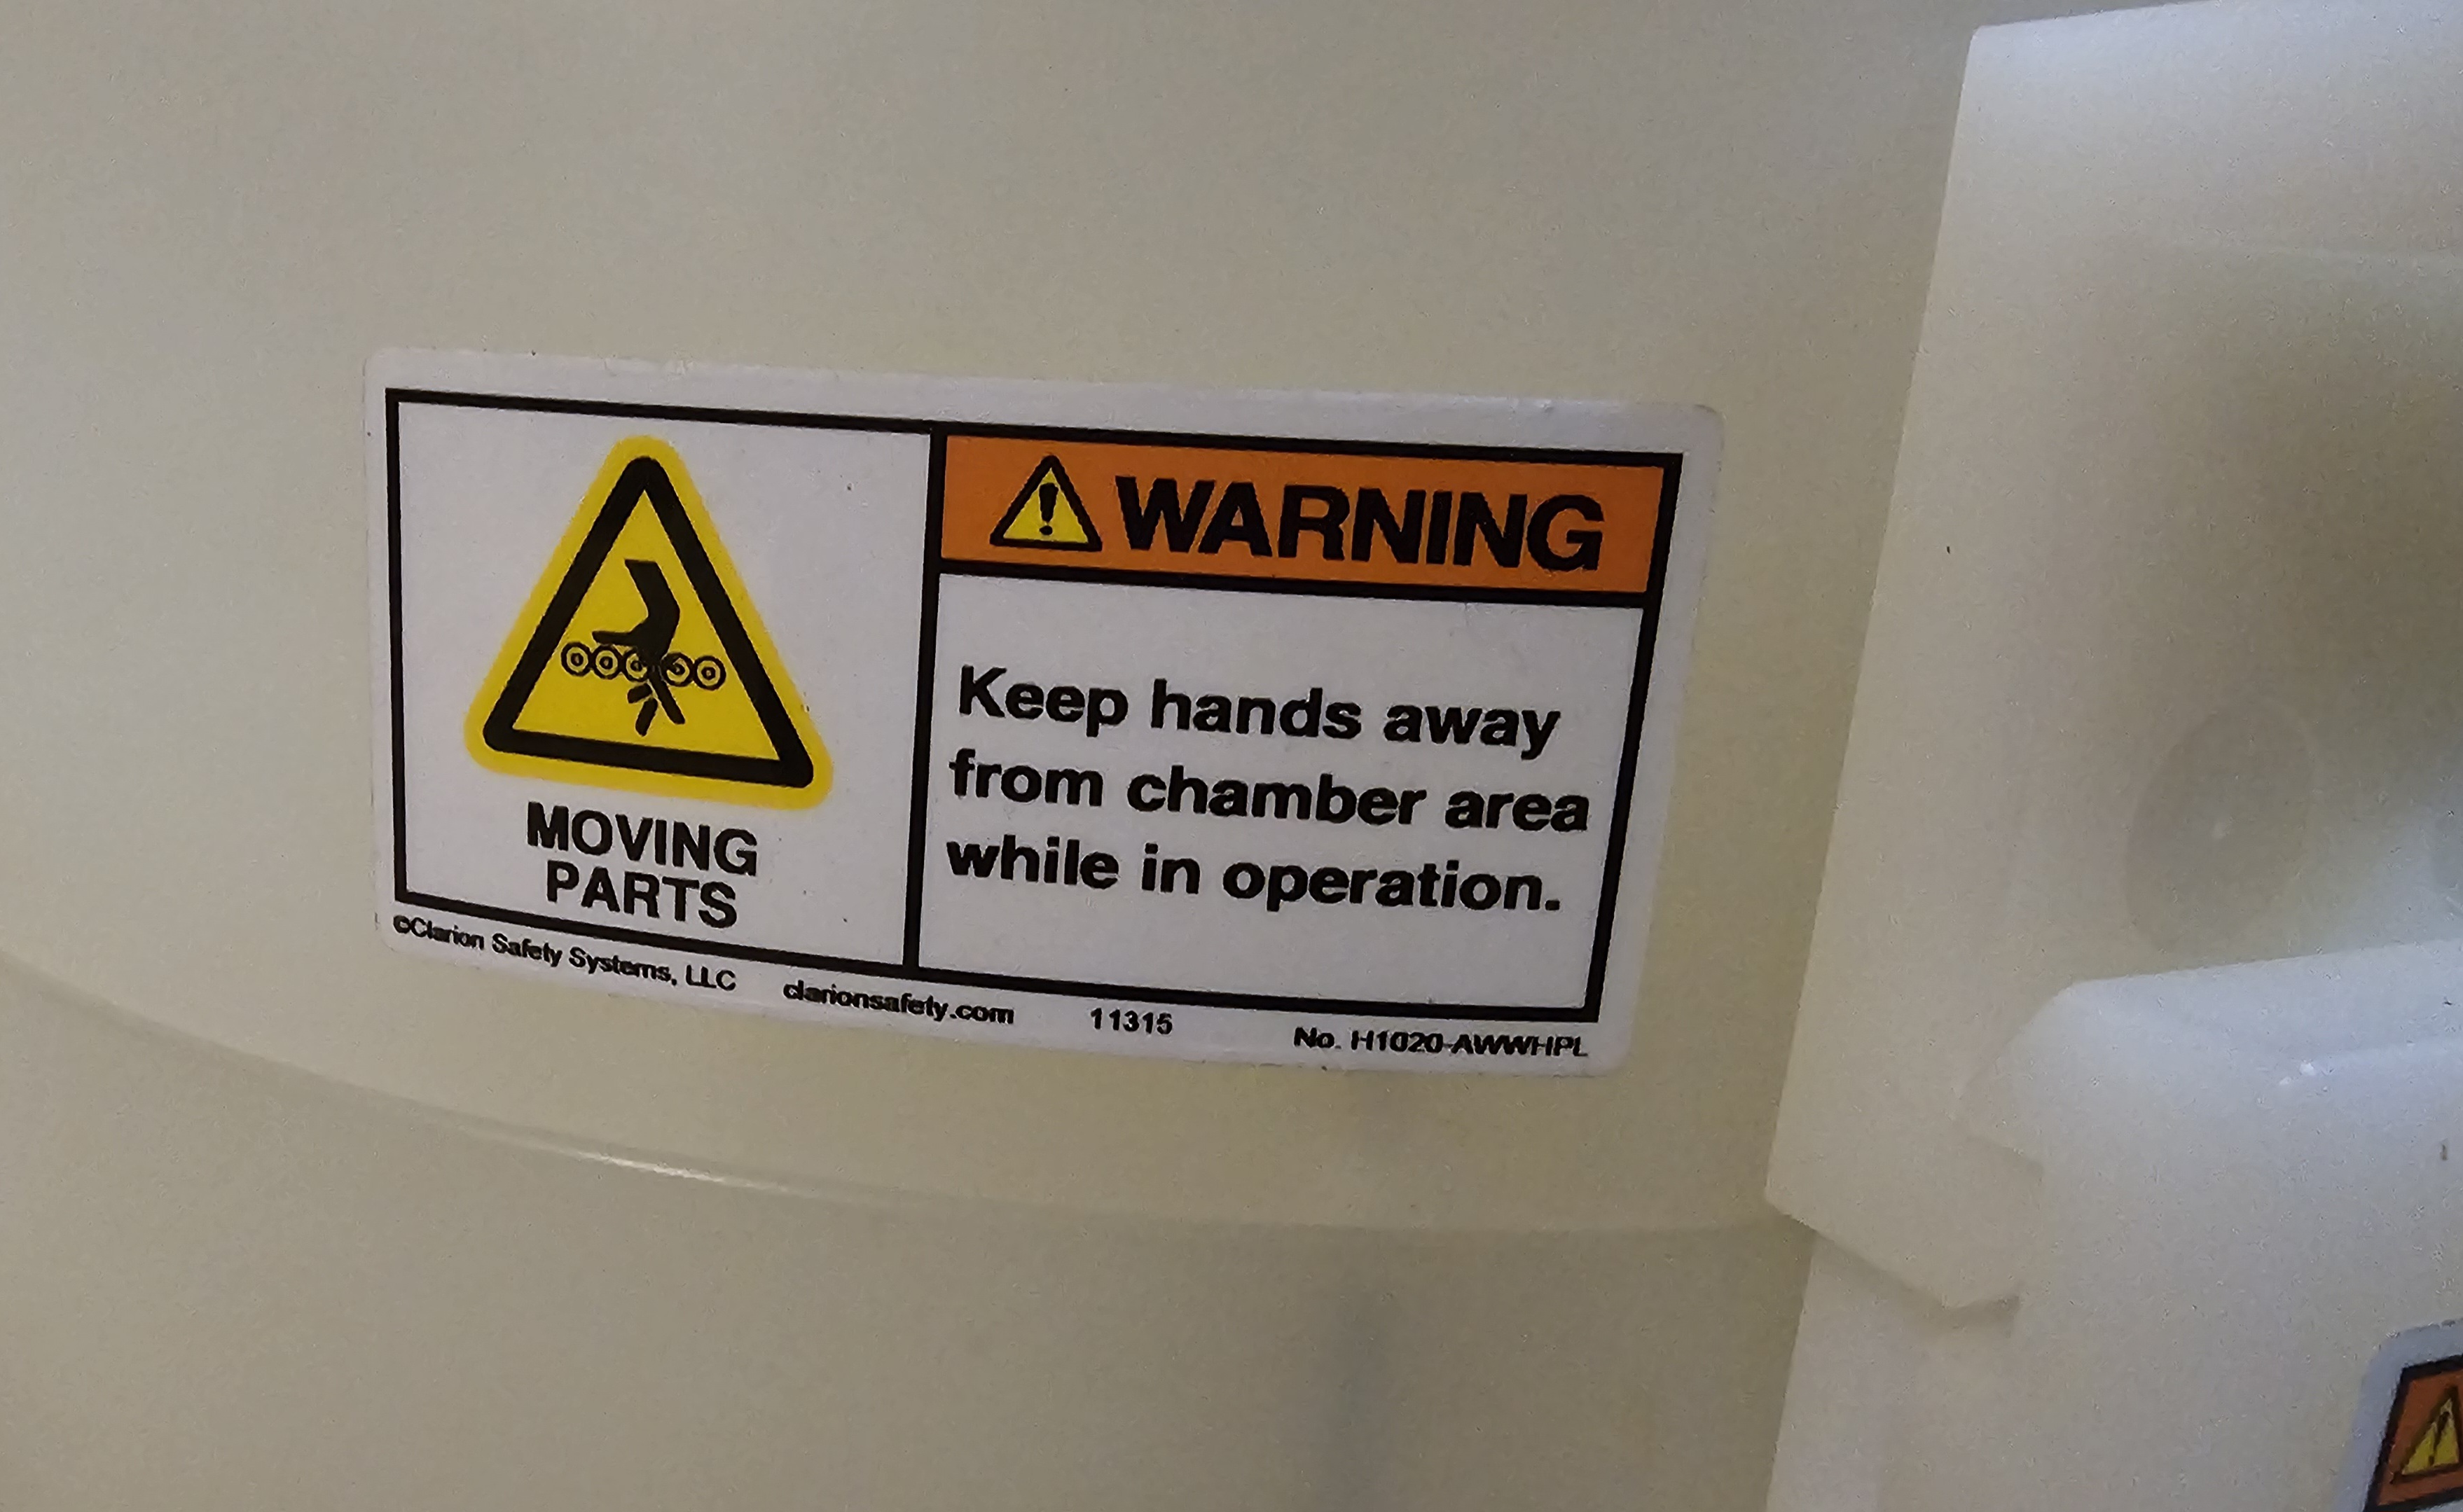 WARNING
MOVING
PARTS
Keep hands away
from chamber area
while in operation.
©Clarion Safety Systems, LLC clarionsafety.com 11315 No. H1020-AWWHPL